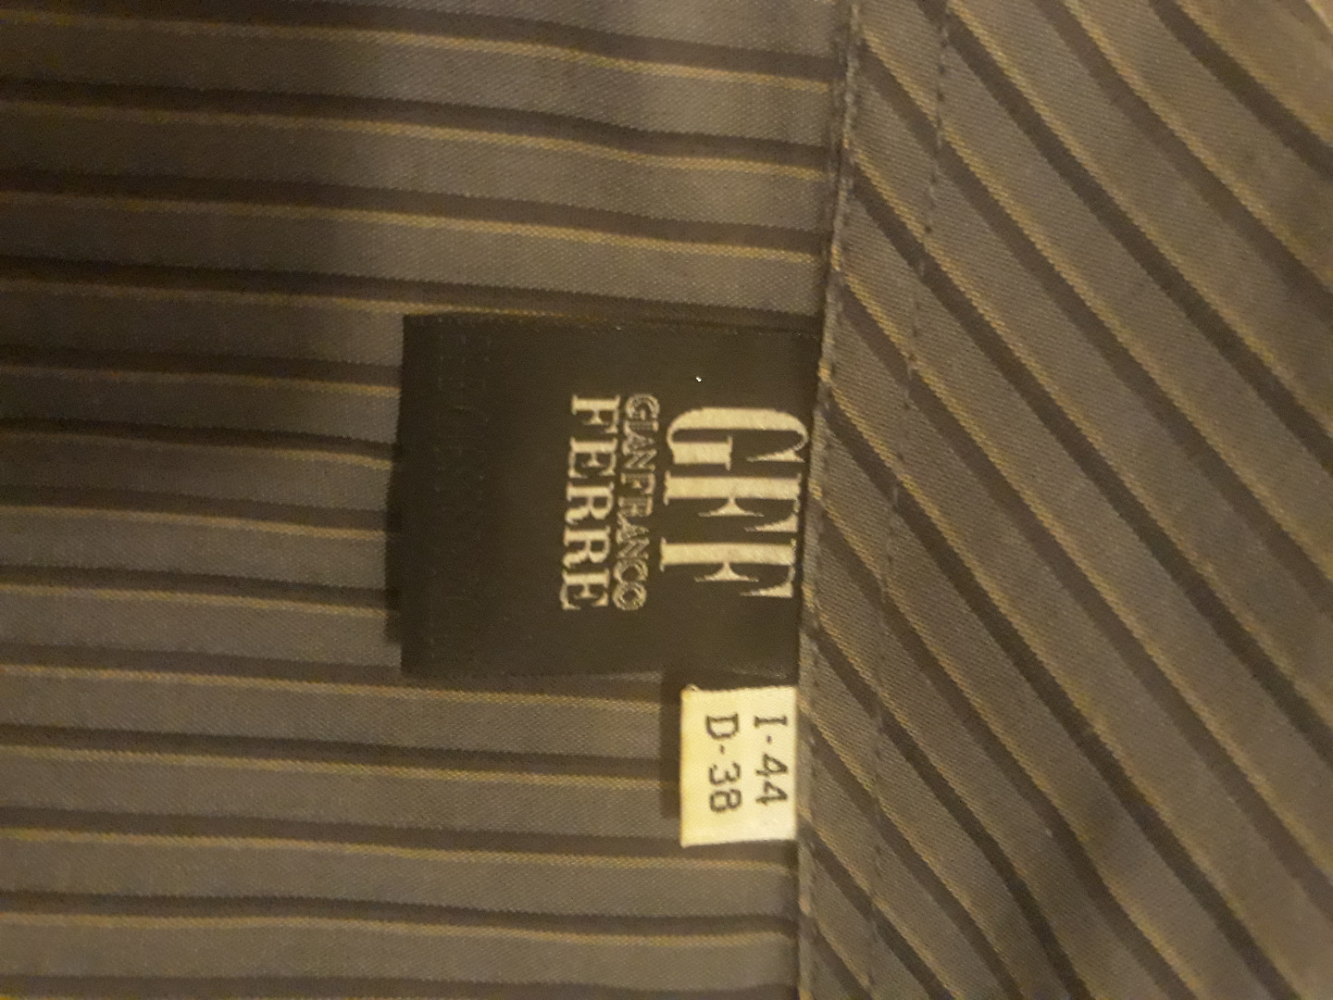 GFF
GIANFRANCO
FERRE
I-44
D-38